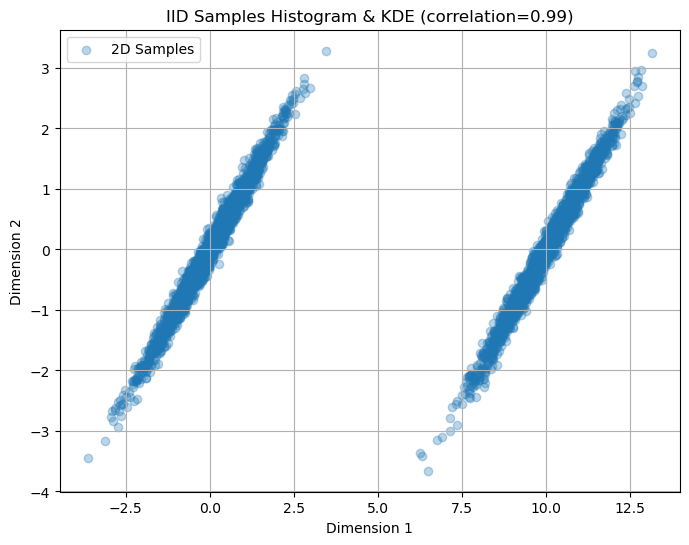 IID Samples Histogram & KDE (correlation=0.99)
2D Samples
3
2
1
0
−1
−2
−3
−4
Dimension 2
−2.5 0.0 2.5 5.0 7.5 10.0 12.5
Dimension 1